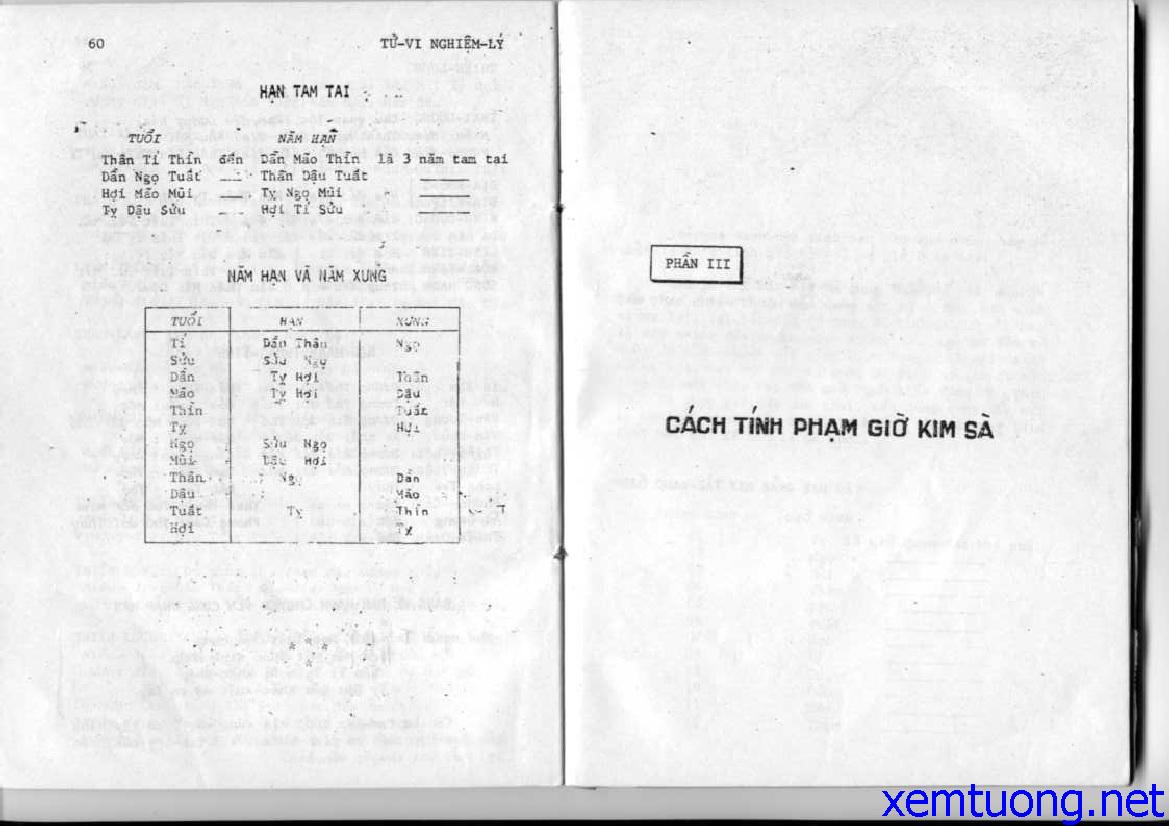 60 TỬ-VI NGHIỆM-LÝ
HẠN TAM TAI
TUỔI NĂM HẠN
Thân Tí Thìn đến Dần Mão Thìn là 3 năm tam tai
Dần Ngọ Tuất Thân Dậu Tuất
Hợi Mão Mùi Tỵ Ngọ Mùi
Tỵ Dậu Sửu Hợi Tí Sửu
NĂM HẠN VÀ NĂM XUNG
TUỔI HẠN XUNG
Tí Dần Thân Ngọ
Sửu Sửu Ngọ
Dần Tỵ Hợi Thân
Mão Tỵ Hợi Dậu
Thìn Tuất
Tỵ Hợi
Ngọ Sửu Ngọ
Mùi Dậu Hợi
Thân Ngọ Dần
Dậu Mão
Tuất Tỵ Thìn
Hợi Tỵ
* * *
*
PHẦN III
CÁCH TÍNH PHẠM GIỜ KIM SÀ
xemtuong.net